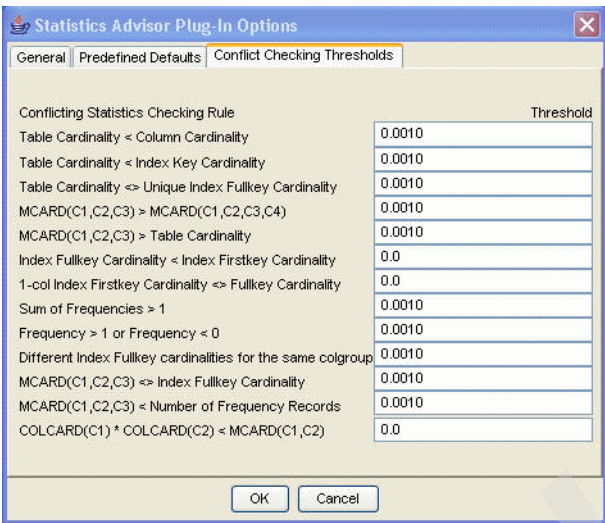 Statistics Advisor Plug-In Options
General Predefined Defaults Conflict Checking Thresholds
Conflicting Statistics Checking Rule Threshold
Table Cardinality < Column Cardinality 0.0010
Table Cardinality < Index Key Cardinality 0.0010
Table Cardinality <> Unique Index Fullkey Cardinality 0.0010
MCARD(C1,C2,C3) > MCARD(C1,C2,C3,C4) 0.0010
MCARD(C1,C2,C3) > Table Cardinality 0.0010
Index Fullkey Cardinality < Index Firstkey Cardinality 0.0
1-col Index Firstkey Cardinality <> Fullkey Cardinality 0.0
Sum of Frequencies > 1 0.0010
Frequency > 1 or Frequency < 0 0.0010
Different Index Fullkey cardinalities for the same colgroup 0.0010
MCARD(C1,C2,C3) <> Index Fullkey Cardinality 0.0010
MCARD(C1,C2,C3) < Number of Frequency Records 0.0010
COLCARD(C1) * COLCARD(C2) < MCARD(C1,C2) 0.0
OK Cancel